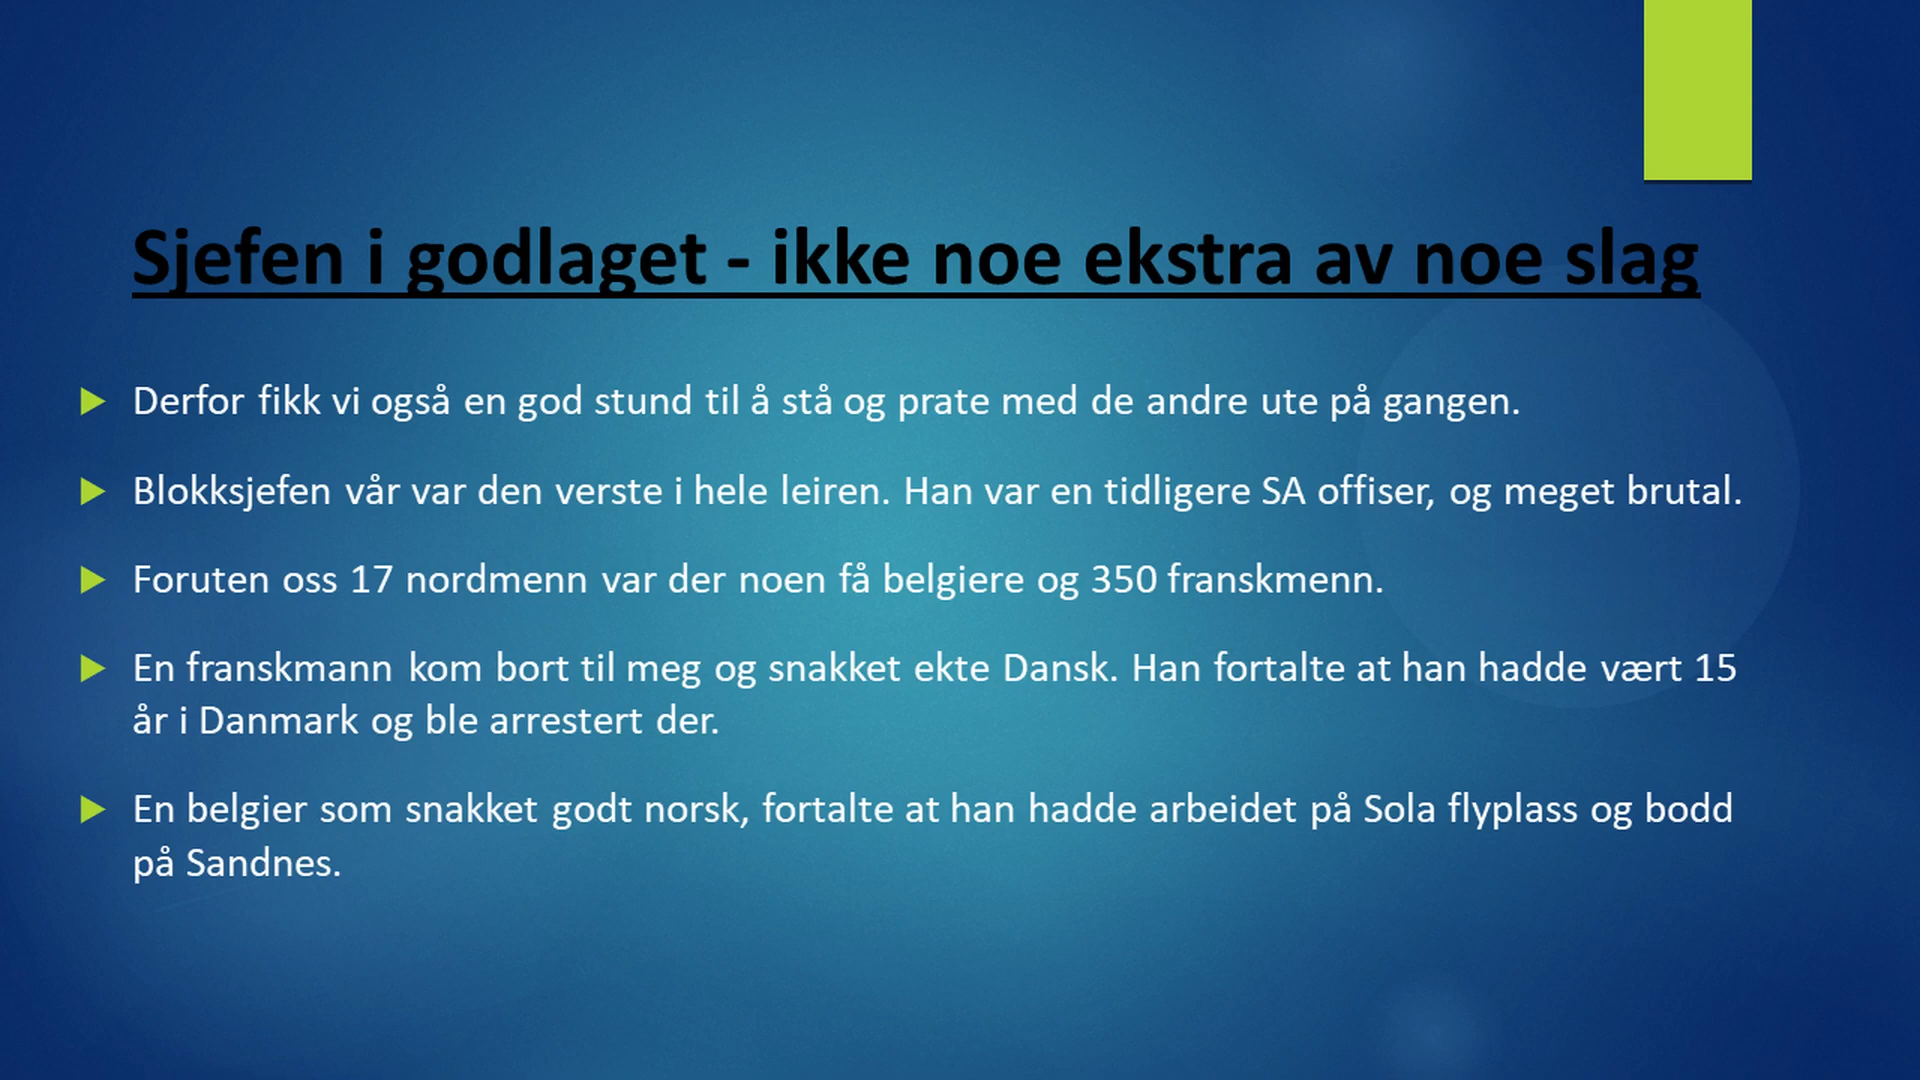 Sjefen i godlaget - ikke noe ekstra av noe slag
Derfor fikk vi også en god stund til å stå og prate med de andre ute på gangen.
Blokksjefen vår var den verste i hele leiren. Han var en tidligere SA offiser, og meget brutal.
Foruten oss 17 nordmenn var der noen få belgiere og 350 franskmenn.
En franskmann kom bort til meg og snakket ekte Dansk. Han fortalte at han hadde vært 15
år i Danmark og ble arrestert der.
En belgier som snakket godt norsk, fortalte at han hadde arbeidet på Sola flyplass og bodd
på Sandnes.